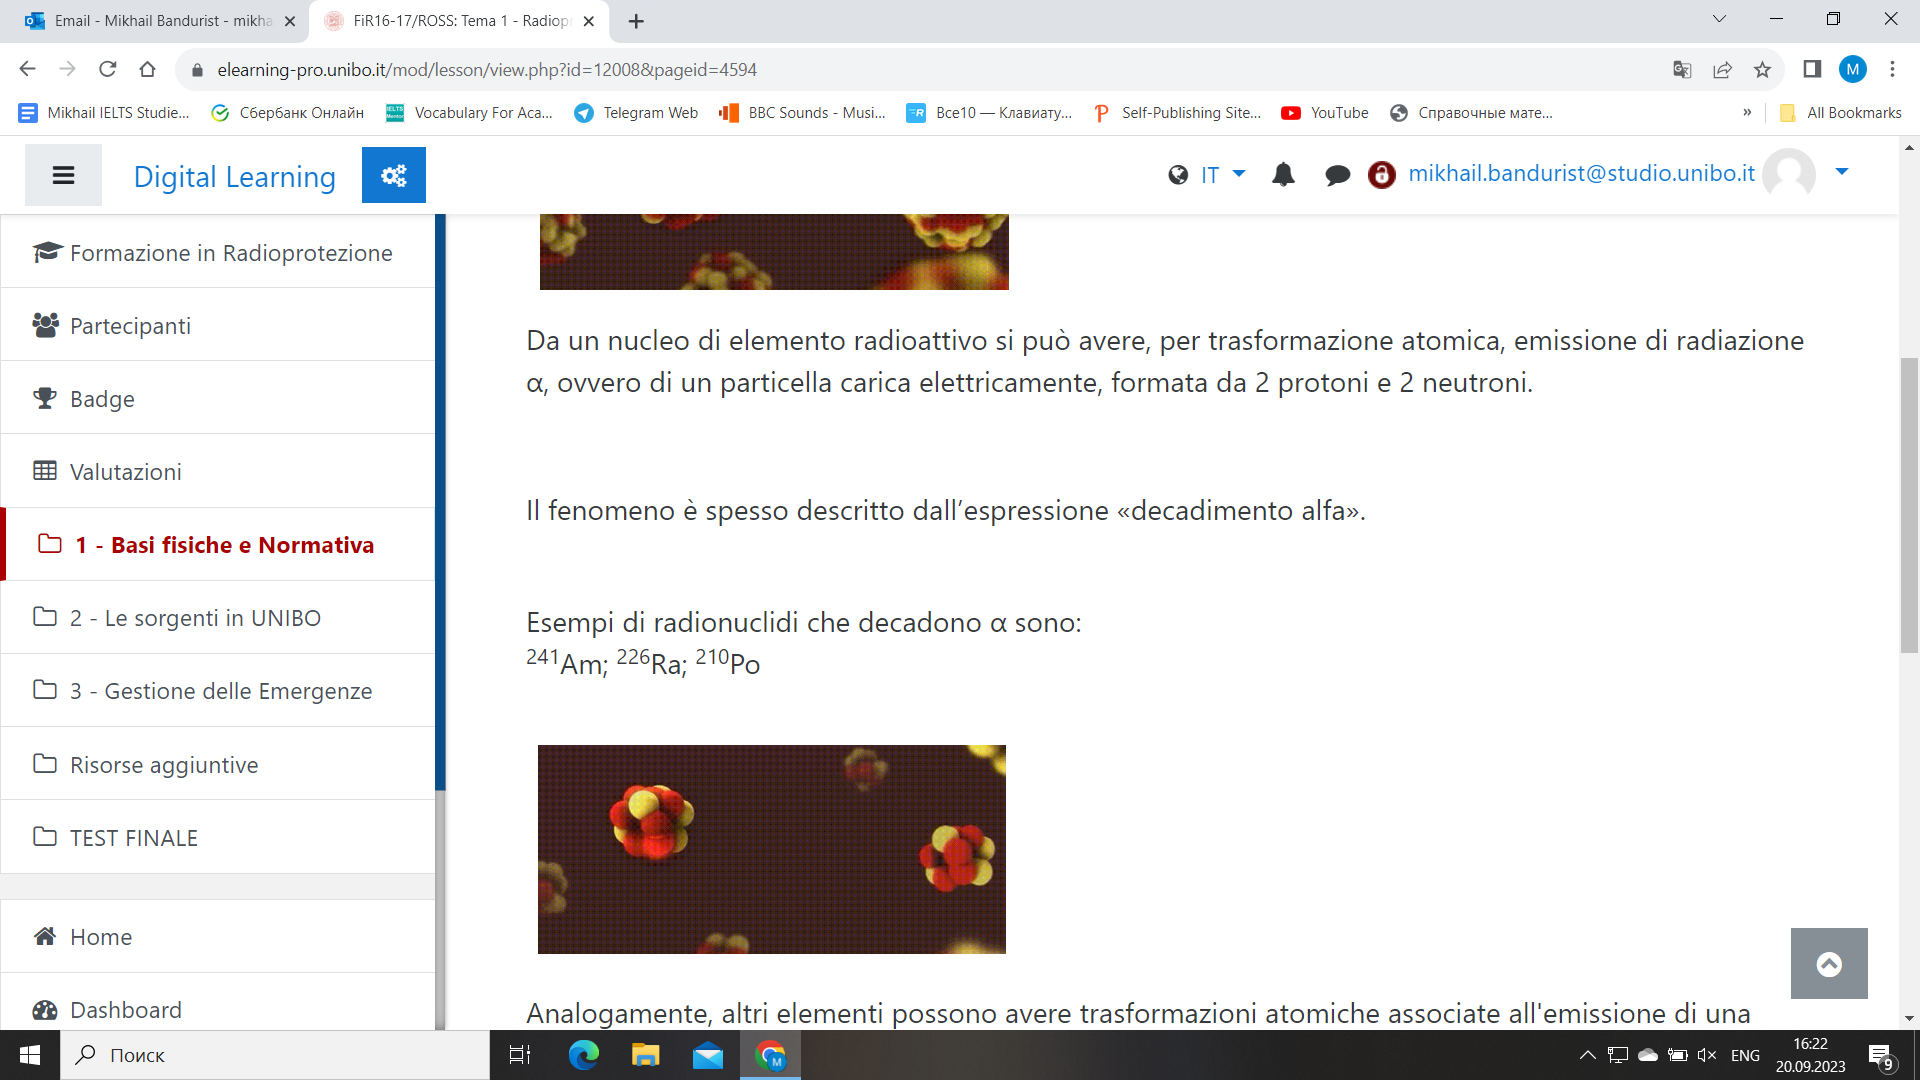 Email - Mikhail Bandurist - mikha
FiR16-17/ROSS: Tema 1 - Radiopr
elearning-pro.unibo.it/mod/lesson/view.php?id=12008&pageid=4594
M
Mikhail IELTS Studie...
Сбербанк Онлайн
Vocabulary For Aca...
Telegram Web
BBC Sounds - Musi...
Все10 — Клавиату...
Self-Publishing Site...
YouTube
Справочные мате...
»
All Bookmarks
Digital Learning
IT
mikhail.bandurist@studio.unibo.it
Formazione in Radioprotezione
Partecipanti
Badge
Valutazioni
1 - Basi fisiche e Normativa
2 - Le sorgenti in UNIBO
3 - Gestione delle Emergenze
Risorse aggiuntive
TEST FINALE
Home
Dashboard
Da un nucleo di elemento radioattivo si può avere, per trasformazione atomica, emissione di radiazione
α, ovvero di un particella carica elettricamente, formata da 2 protoni e 2 neutroni.
Il fenomeno è spesso descritto dall’espressione «decadimento alfa».
Esempi di radionuclidi che decadono α sono:
²⁴¹Am; ²²⁶Ra; ²¹⁰Po
Analogamente, altri elementi possono avere trasformazioni atomiche associate all'emissione di una
Поиск
M
ENG
16:22
20.09.2023
9